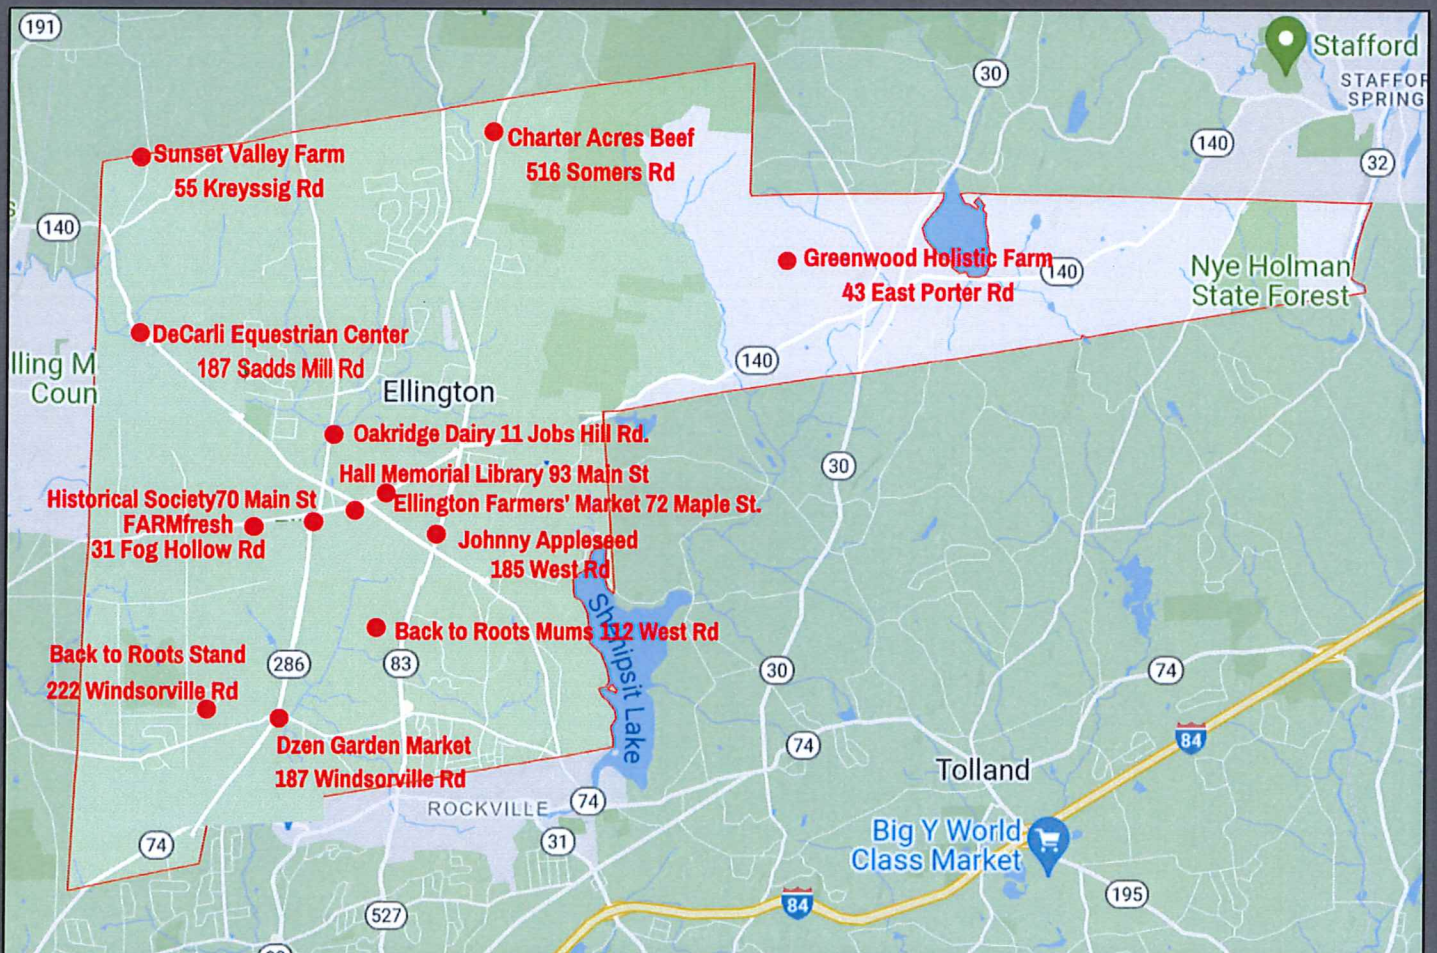 191
30
Stafford
STAFFOR
SPRING
140
32
Charter Acres Beef
516 Somers Rd
Sunset Valley Farm
55 Kreyssig Rd
140
Greenwood Holistic Farm
43 East Porter Rd
140
Nye Holman
State Forest
DeCarli Equestrian Center
187 Sadds Mill Rd
lling M
Coun
140
Ellington
Oakridge Dairy 11 Jobs Hill Rd.
30
Hall Memorial Library 93 Main St
Historical Society70 Main St
Ellington Farmers' Market 72 Maple St.
FARMfresh
31 Fog Hollow Rd
Johnny Appleseed
185 West Rd
Back to Roots Mums 112 West Rd
Shenipsit Lake
Back to Roots Stand
222 Windsorville Rd
286
83
30
74
Dzen Garden Market
187 Windsorville Rd
74
84
Tolland
ROCKVILLE
74
74
31
Big Y World
Class Market
84
195
527